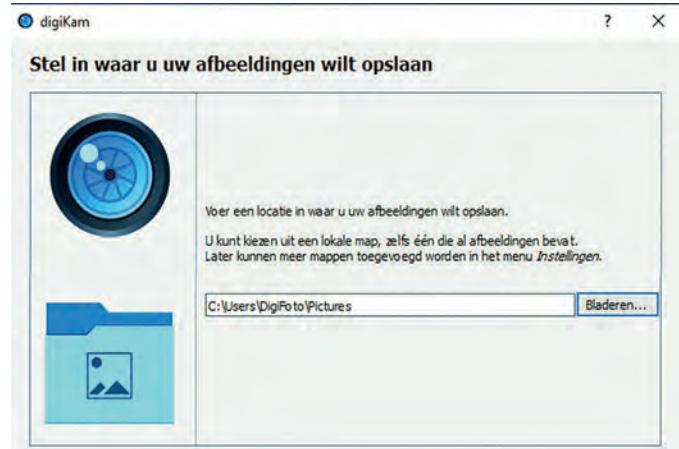 digiKam
Stel in waar u uw afbeeldingen wilt opslaan
Voer een locatie in waar u uw afbeeldingen wilt opslaan.
U kunt kiezen uit een lokale map, zelfs één die al afbeeldingen bevat.
Later kunnen meer mappen toegevoegd worden in het menu Instellingen.
C:\Users\DigiFoto\Pictures
Bladeren...